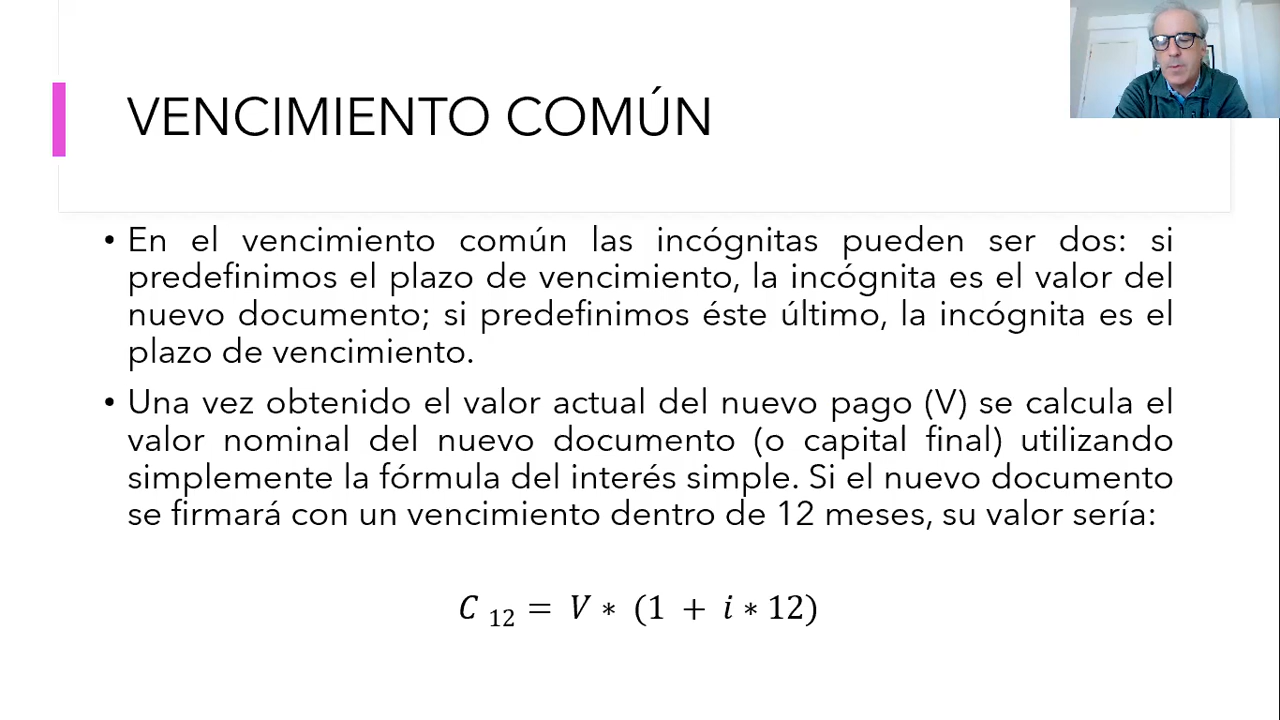 VENCIMIENTO COMÚN
• En el vencimiento común las incógnitas pueden ser dos: si
predefinimos el plazo de vencimiento, la incógnita es el valor del
nuevo documento; si predefinimos éste último, la incógnita es el
plazo de vencimiento.
• Una vez obtenido el valor actual del nuevo pago (V) se calcula el
valor nominal del nuevo documento (o capital final) utilizando
simplemente la fórmula del interés simple. Si el nuevo documento
se firmará con un vencimiento dentro de 12 meses, su valor sería:
C ₁₂ = V * (1 + i * 12)